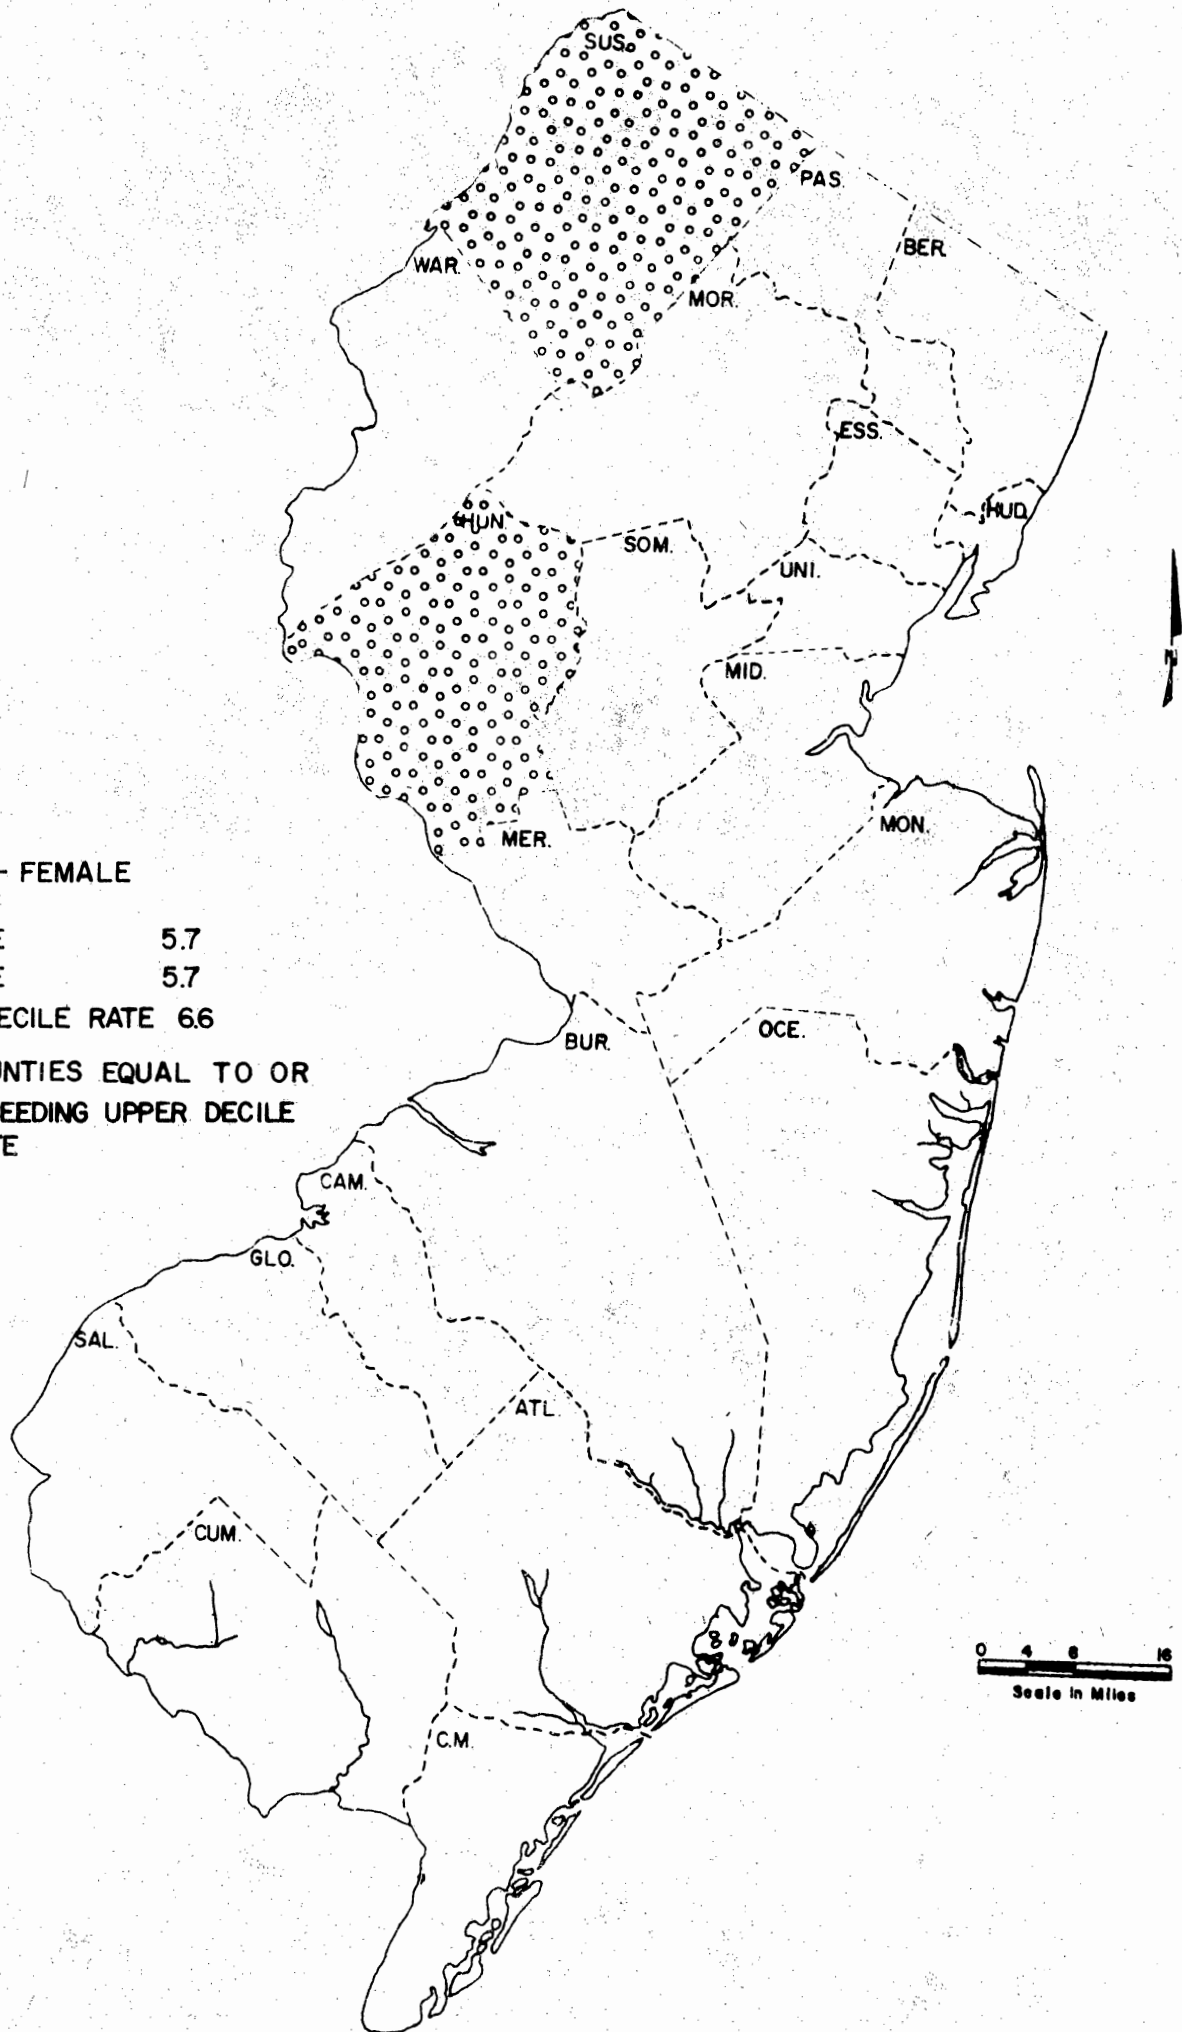 SUS.
PAS.
BER.
WAR.
MOR.
ESS.
HUN.
HUD.
SOM.
UNI.
MID.
N
MON.
MER.
- FEMALE
E 5.7
E 5.7
ECILE RATE 6.6
OCE.
BUR.
UNTIES EQUAL TO OR
EEDING UPPER DECILE
TE
CAM.
GLO.
SAL.
ATL.
CUM.
0 4 8 16
Scale in Miles
C.M.